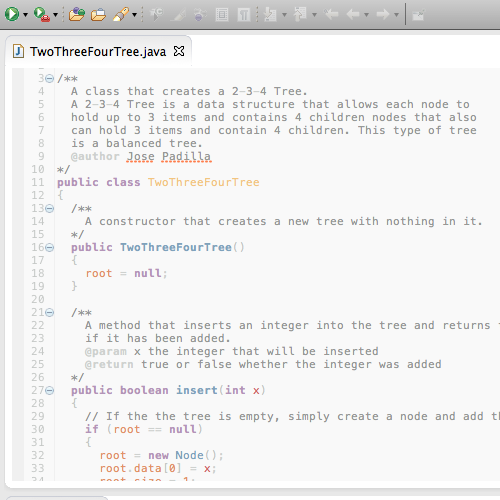 TwoThreeFourTree.java
3 /**
4 A class that creates a 2-3-4 Tree.
5 A 2-3-4 Tree is a data structure that allows each node to
6 hold up to 3 items and contains 4 children nodes that also
7 can hold 3 items and contain 4 children. This type of tree
8 is a balanced tree.
9 @author Jose Padilla
10 */
11 public class TwoThreeFourTree
12 {
13 /**
14 A constructor that creates a new tree with nothing in it.
15 */
16 public TwoThreeFourTree()
17 {
18 root = null;
19 }
20
21 /**
22 A method that inserts an integer into the tree and returns
23 if it has been added.
24 @param x the integer that will be inserted
25 @return true or false whether the integer was added
26 */
27 public boolean insert(int x)
28 {
29 // If the the tree is empty, simply create a node and add
30 if (root == null)
31 {
32 root = new Node();
33 root.data[0] = x;
34 root.size = 1;